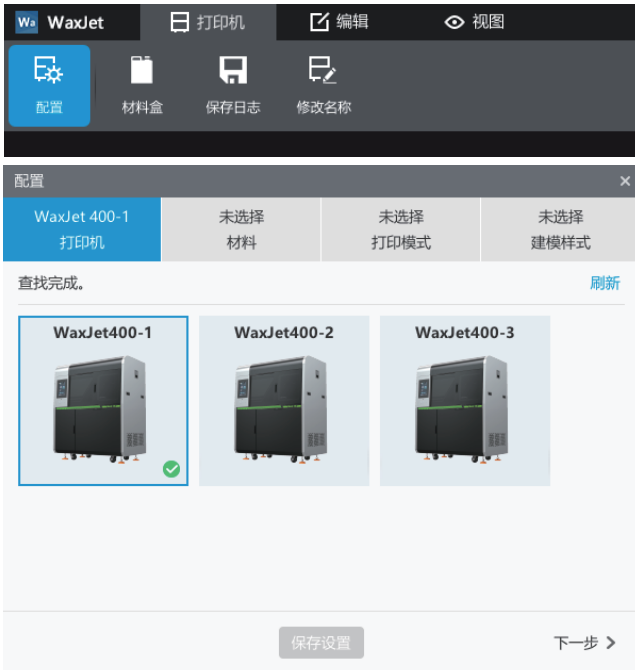 Wa WaxJet 打印机 编辑 视图
配置 材料盒 保存日志 修改名称
配置 ×
WaxJet 400-1 未选择 未选择 未选择
打印机 材料 打印模式 建模样式
查找完成。 刷新
WaxJet400-1 WaxJet400-2 WaxJet400-3
保存设置 下一步